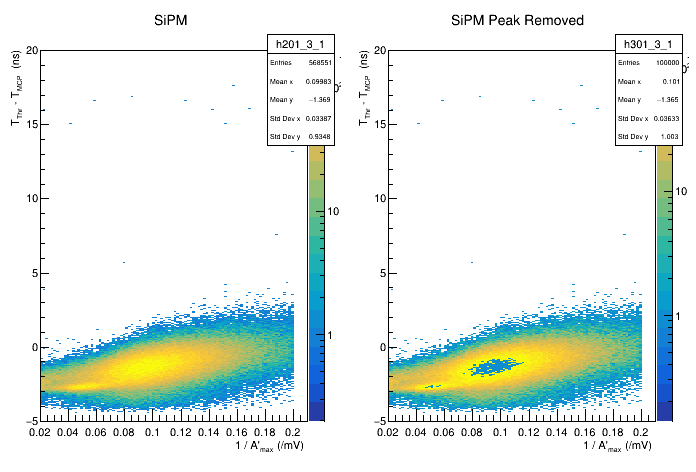 SiPM
h201_3_1
Entries 568551
Mean x 0.09983
Mean y −1.369
Std Dev x 0.03387
Std Dev y 0.9348
T_Thr - T_MCP (ns)
20
15
10
5
0
−5
0.02 0.04 0.06 0.08 0.1 0.12 0.14 0.16 0.18 0.2
1 / A'_max (/mV)
10
1
SiPM Peak Removed
h301_3_1
Entries 100000
Mean x 0.101
Mean y −1.365
Std Dev x 0.03633
Std Dev y 1.003
T_Thr - T_MCP (ns)
20
15
10
5
0
−5
0.02 0.04 0.06 0.08 0.1 0.12 0.14 0.16 0.18 0.2
1 / A'_max (/mV)
10
1